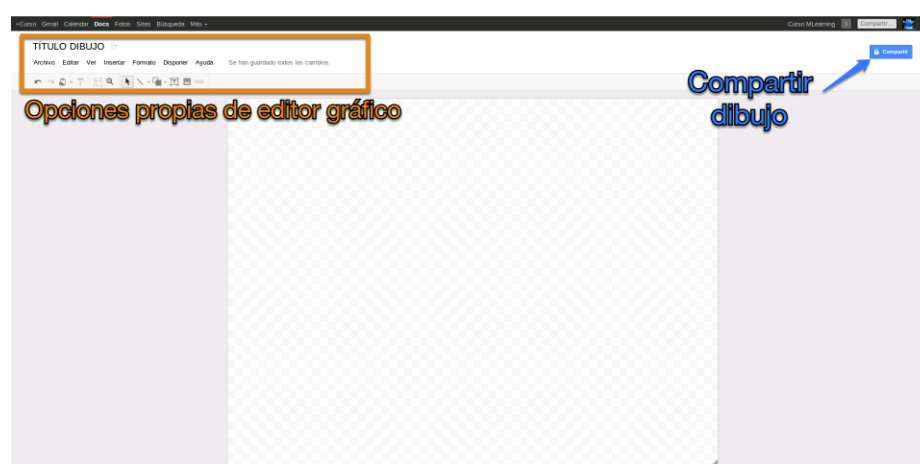 +Curso Gmail Calendar Docs Fotos Sites Búsqueda Más
Curso MLearning Compartir...
TÍTULO DIBUJO
Compartir
Archivo Editar Ver Insertar Formato Disponer Ayuda Se han guardado todos los cambios.
Opciones propias de editor gráfico
Compartir
dibujo